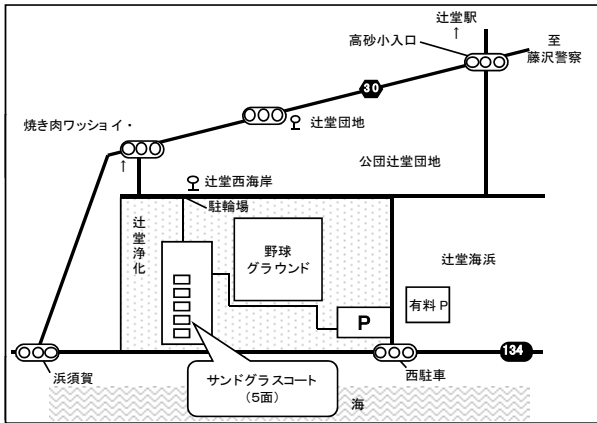 辻堂駅
↑
高砂小入口
至
藤沢警察
30
焼き肉ワッショイ・
↑
辻堂団地
公団辻堂団地
辻堂西海岸
駐輪場
辻堂浄化
野球
グラウンド
辻堂海浜
有料 P
P
134
浜須賀
西駐車
サンドグラスコート
（5面）
海